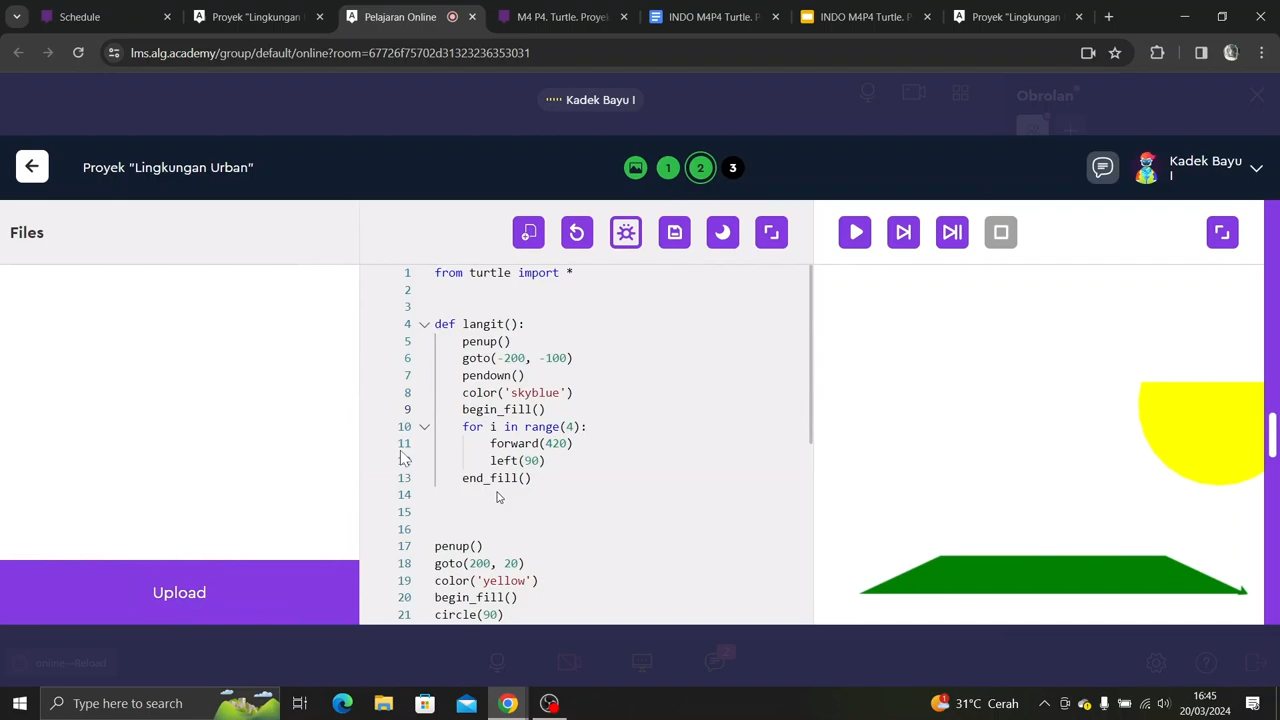 Schedule
Proyek "Lingkungan
Pelajaran Online
M4 P4. Turtle. Proye
INDO M4P4 Turtle. P
INDO M4P4 Turtle. P
Proyek "Lingkungan
lms.alg.academy/group/default/online?room=67726f75702d31323236353031
Kadek Bayu I
Obrolan
Proyek "Lingkungan Urban"
1
2
3
Kadek Bayu
I
Files
1 from turtle import *
2
3
4 def langit():
5 penup()
6 goto(-200, -100)
7 pendown()
8 color('skyblue')
9 begin_fill()
10 for i in range(4):
11 forward(420)
left(90)
13 end_fill()
14
15
16
17 penup()
18 goto(200, 20)
19 color('yellow')
20 begin_fill()
21 circle(90)
Upload
online--Reload
2
Type here to search
1
31°C Cerah
16:45
20/03/2024